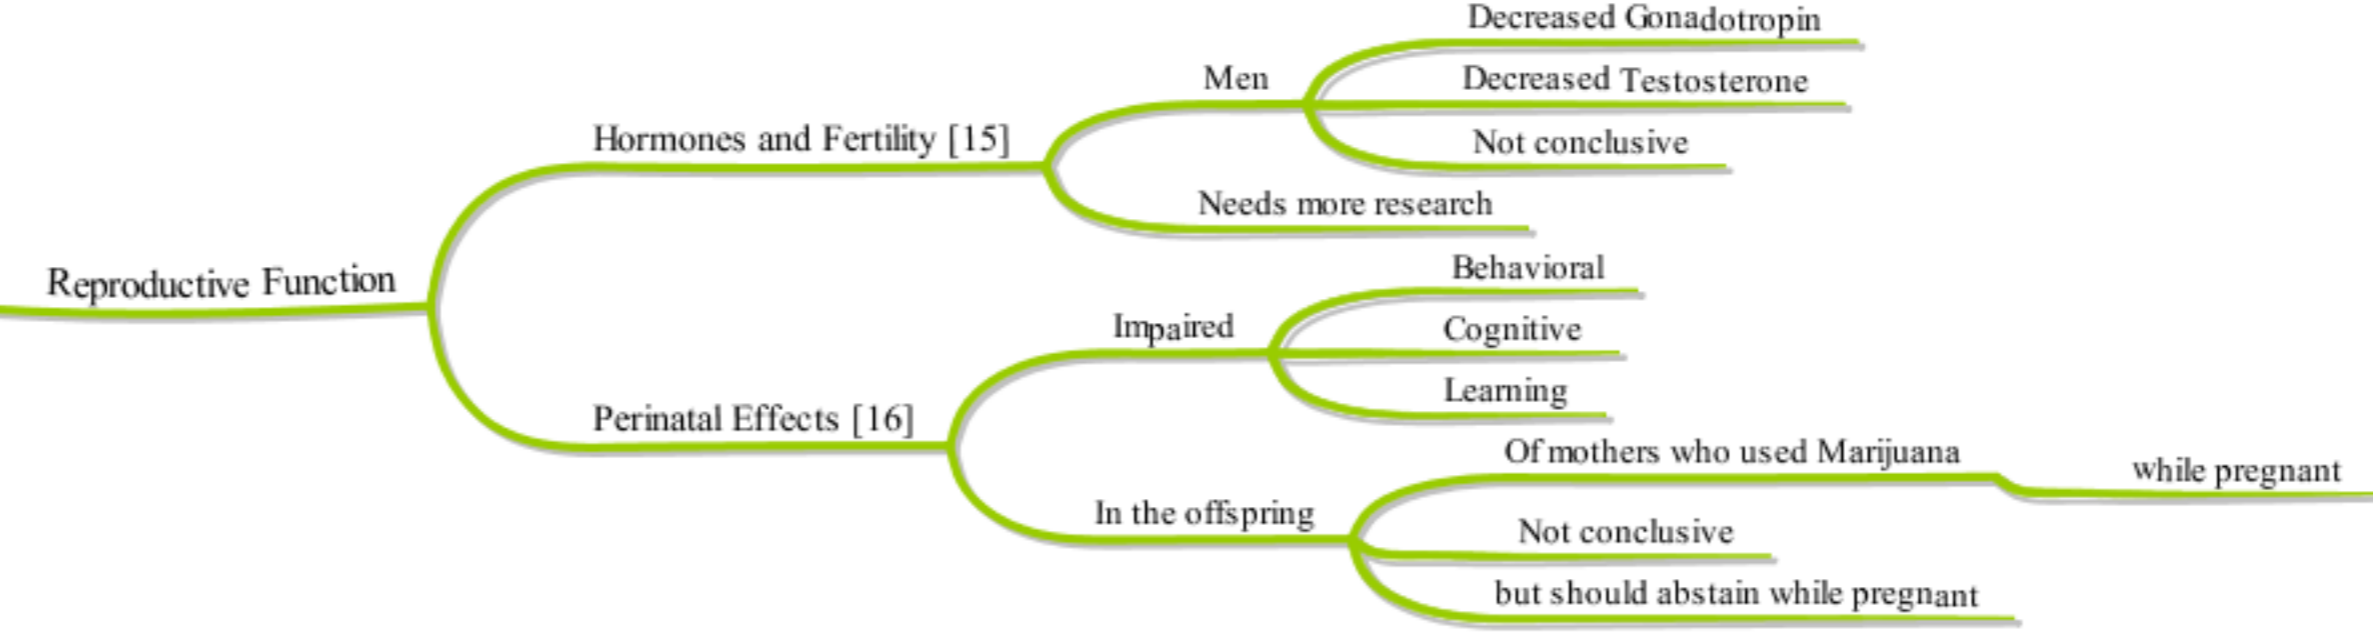 Decreased Gonadotropin
Men
Decreased Testosterone
Hormones and Fertility [15]
Not conclusive
Needs more research
Reproductive Function
Behavioral
Impaired
Cognitive
Learning
Perinatal Effects [16]
Of mothers who used Marijuana
while pregnant
In the offspring
Not conclusive
but should abstain while pregnant